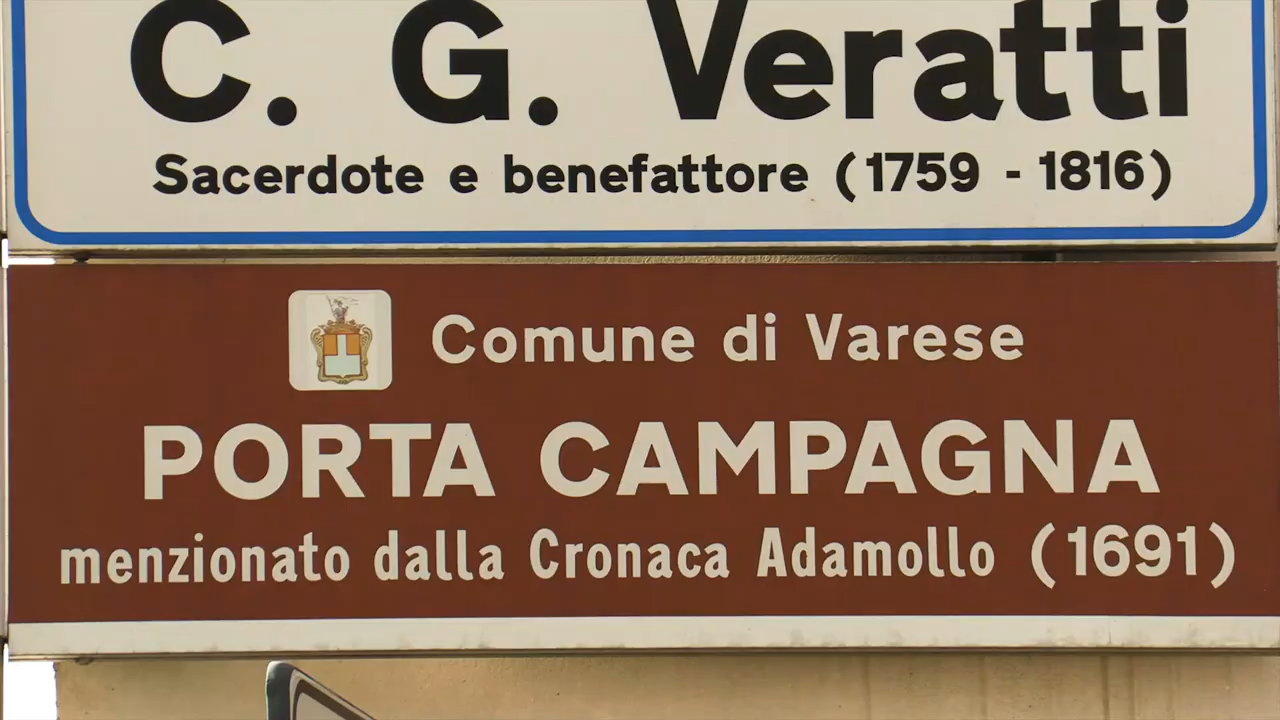 C. G. Veratti
Sacerdote e benefattore (1759 - 1816)
Comune di Varese
PORTA CAMPAGNA
menzionato dalla Cronaca Adamollo (1691)